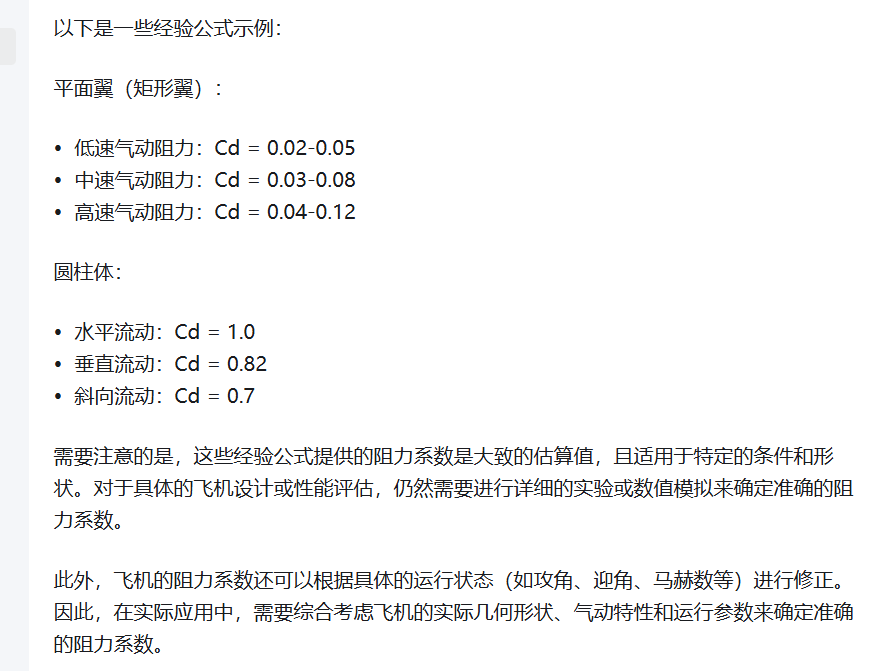 以下是一些经验公式示例：
平面翼（矩形翼）：
• 低速气动阻力：Cd = 0.02-0.05
• 中速气动阻力：Cd = 0.03-0.08
• 高速气动阻力：Cd = 0.04-0.12
圆柱体：
• 水平流动：Cd = 1.0
• 垂直流动：Cd = 0.82
• 斜向流动：Cd = 0.7
需要注意的是，这些经验公式提供的阻力系数是大致的估算值，且适用于特定的条件和形
状。对于具体的飞机设计或性能评估，仍然需要进行详细的实验或数值模拟来确定准确的阻
力系数。
此外，飞机的阻力系数还可以根据具体的运行状态（如攻角、迎角、马赫数等）进行修正。
因此，在实际应用中，需要综合考虑飞机的实际几何形状、气动特性和运行参数来确定准确
的阻力系数。